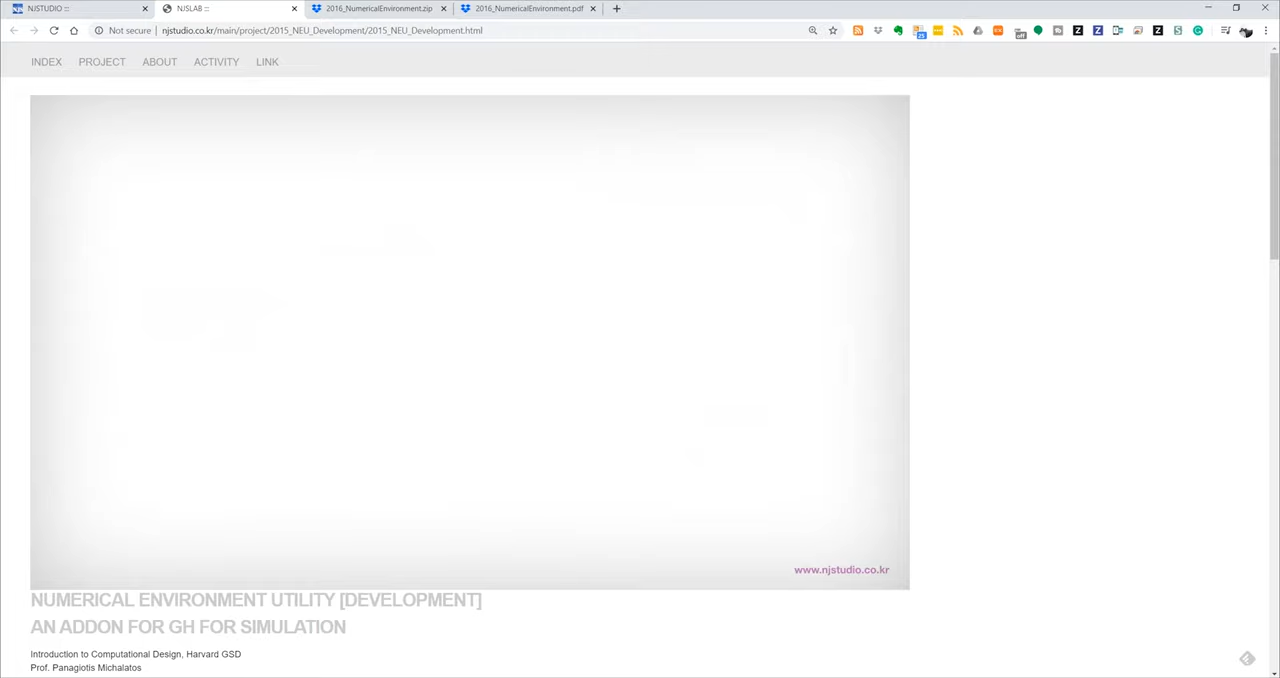 NJSTUDIO :::
NJSLAB :::
2016_NumericalEnvironment.zip
2016_NumericalEnvironment.pdf
Not secure
njstudio.co.kr/main/project/2015_NEU_Development/2015_NEU_Development.html
INDEX
PROJECT
ABOUT
ACTIVITY
LINK
www.njstudio.co.kr
NUMERICAL ENVIRONMENT UTILITY [DEVELOPMENT]
AN ADDON FOR GH FOR SIMULATION
Introduction to Computational Design, Harvard GSD
Prof. Panagiotis Michalatos